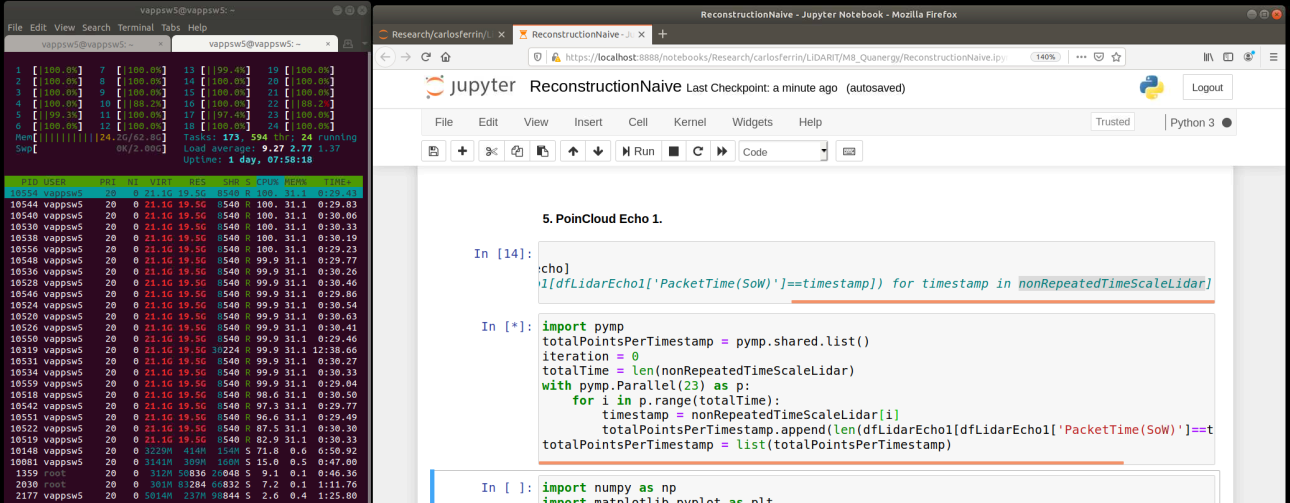 vappsw5@vappsw5: ~
File Edit View Search Terminal Tabs Help
vappsw5@vappsw5: ~ × vappsw5@vappsw5: ~ ×
1 [|100.0%] 7 [|100.0%] 13 [||99.4%] 19 [|100.0%]
2 [|100.0%] 8 [|100.0%] 14 [|100.0%] 20 [|100.0%]
3 [|100.0%] 9 [|100.0%] 15 [|100.0%] 21 [|100.0%]
4 [|100.0%] 10 [||88.2%] 16 [|100.0%] 22 [||88.2%]
5 [||99.3%] 11 [|100.0%] 17 [||97.4%] 23 [|100.0%]
6 [|100.0%] 12 [|100.0%] 18 [|100.0%] 24 [|100.0%]
Mem[|||||||||||24.2G/62.8G] Tasks: 173, 594 thr; 24 running
Swp[ 0K/2.00G] Load average: 9.27 2.77 1.37
Uptime: 1 day, 07:58:18
PID USER PRI NI VIRT RES SHR S CPU% MEM% TIME+
10554 vappsw5 20 0 21.1G 19.5G 8540 R 100. 31.1 0:29.43
10544 vappsw5 20 0 21.1G 19.5G 8540 R 100. 31.1 0:29.83
10540 vappsw5 20 0 21.1G 19.5G 8540 R 100. 31.1 0:30.06
10530 vappsw5 20 0 21.1G 19.5G 8540 R 100. 31.1 0:30.33
10538 vappsw5 20 0 21.1G 19.5G 8540 R 100. 31.1 0:30.19
10556 vappsw5 20 0 21.1G 19.5G 8540 R 100. 31.1 0:29.23
10548 vappsw5 20 0 21.1G 19.5G 8540 R 99.9 31.1 0:29.77
10536 vappsw5 20 0 21.1G 19.5G 8540 R 99.9 31.1 0:30.26
10528 vappsw5 20 0 21.1G 19.5G 8540 R 99.9 31.1 0:30.46
10546 vappsw5 20 0 21.1G 19.5G 8540 R 99.9 31.1 0:29.86
10524 vappsw5 20 0 21.1G 19.5G 8540 R 99.9 31.1 0:30.54
10520 vappsw5 20 0 21.1G 19.5G 8540 R 99.9 31.1 0:30.63
10526 vappsw5 20 0 21.1G 19.5G 8540 R 99.9 31.1 0:30.41
10550 vappsw5 20 0 21.1G 19.5G 8540 R 99.9 31.1 0:29.46
10319 vappsw5 20 0 21.1G 19.5G 30224 R 99.9 31.1 12:38.66
10531 vappsw5 20 0 21.1G 19.5G 8540 R 99.9 31.1 0:30.27
10534 vappsw5 20 0 21.1G 19.5G 8540 R 99.9 31.1 0:30.33
10559 vappsw5 20 0 21.1G 19.5G 8540 R 99.9 31.1 0:29.04
10518 vappsw5 20 0 21.1G 19.5G 8540 R 98.6 31.1 0:30.50
10542 vappsw5 20 0 21.1G 19.5G 8540 R 97.3 31.1 0:29.77
10551 vappsw5 20 0 21.1G 19.5G 8540 R 96.6 31.1 0:29.49
10522 vappsw5 20 0 21.1G 19.5G 8540 R 87.5 31.1 0:30.30
10519 vappsw5 20 0 21.1G 19.5G 8540 R 82.9 31.1 0:30.33
10148 vappsw5 20 0 3229M 414M 154M S 71.8 0.6 6:50.92
10081 vappsw5 20 0 3141M 309M 160M S 15.0 0.5 0:47.00
1359 root 20 0 312M 50836 26048 S 9.1 0.1 0:46.36
2030 root 20 0 301M 83284 66832 S 7.2 0.1 1:11.76
2177 vappsw5 20 0 5014M 237M 98844 S 2.6 0.4 1:25.80
ReconstructionNaive - Jupyter Notebook - Mozilla Firefox
Research/carlosferrin/Li × ReconstructionNaive - Ju × +
https://localhost:8888/notebooks/Research/carlosferrin/LiDARIT/M8_Quanergy/ReconstructionNaive.ipy 140%
jupyter ReconstructionNaive Last Checkpoint: a minute ago (autosaved) Logout
File Edit View Insert Cell Kernel Widgets Help Trusted Python 3
Run Code
5. PoinCloud Echo 1.
In [14]:
echo]
o1[dfLidarEcho1['PacketTime(SoW)']==timestamp]) for timestamp in nonRepeatedTimeScaleLidar]
In [*]: import pymp
totalPointsPerTimestamp = pymp.shared.list()
iteration = 0
totalTime = len(nonRepeatedTimeScaleLidar)
with pymp.Parallel(23) as p:
for i in p.range(totalTime):
timestamp = nonRepeatedTimeScaleLidar[i]
totalPointsPerTimestamp.append(len(dfLidarEcho1[dfLidarEcho1['PacketTime(SoW)']==t
totalPointsPerTimestamp = list(totalPointsPerTimestamp)
In [ ]: import numpy as np
import matplotlib.pyplot as plt